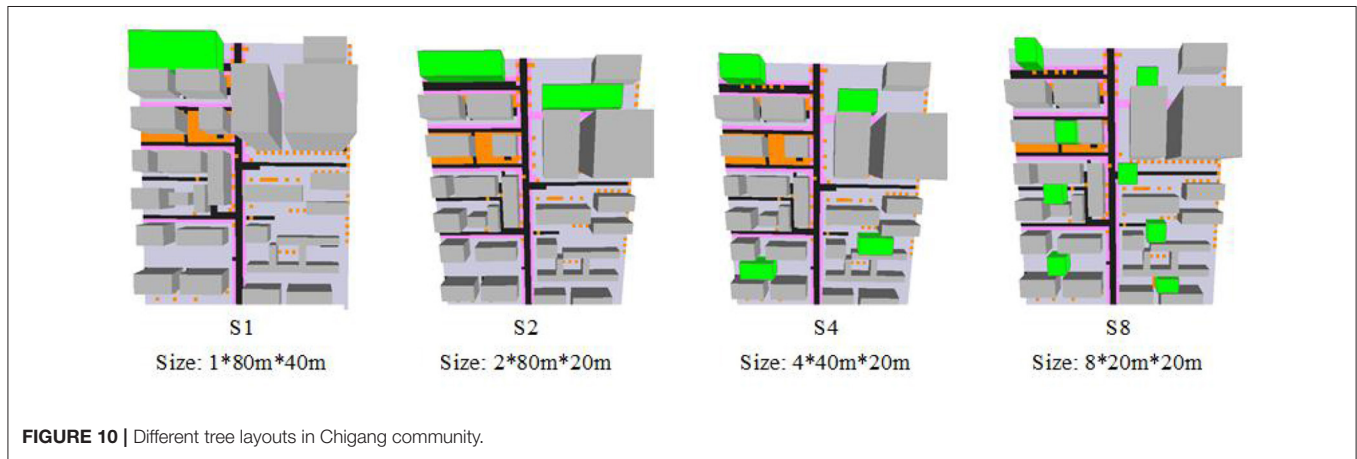 S1
Size: 1*80m*40m
S2
Size: 2*80m*20m
S4
Size: 4*40m*20m
S8
Size: 8*20m*20m
FIGURE 10 | Different tree layouts in Chigang community.